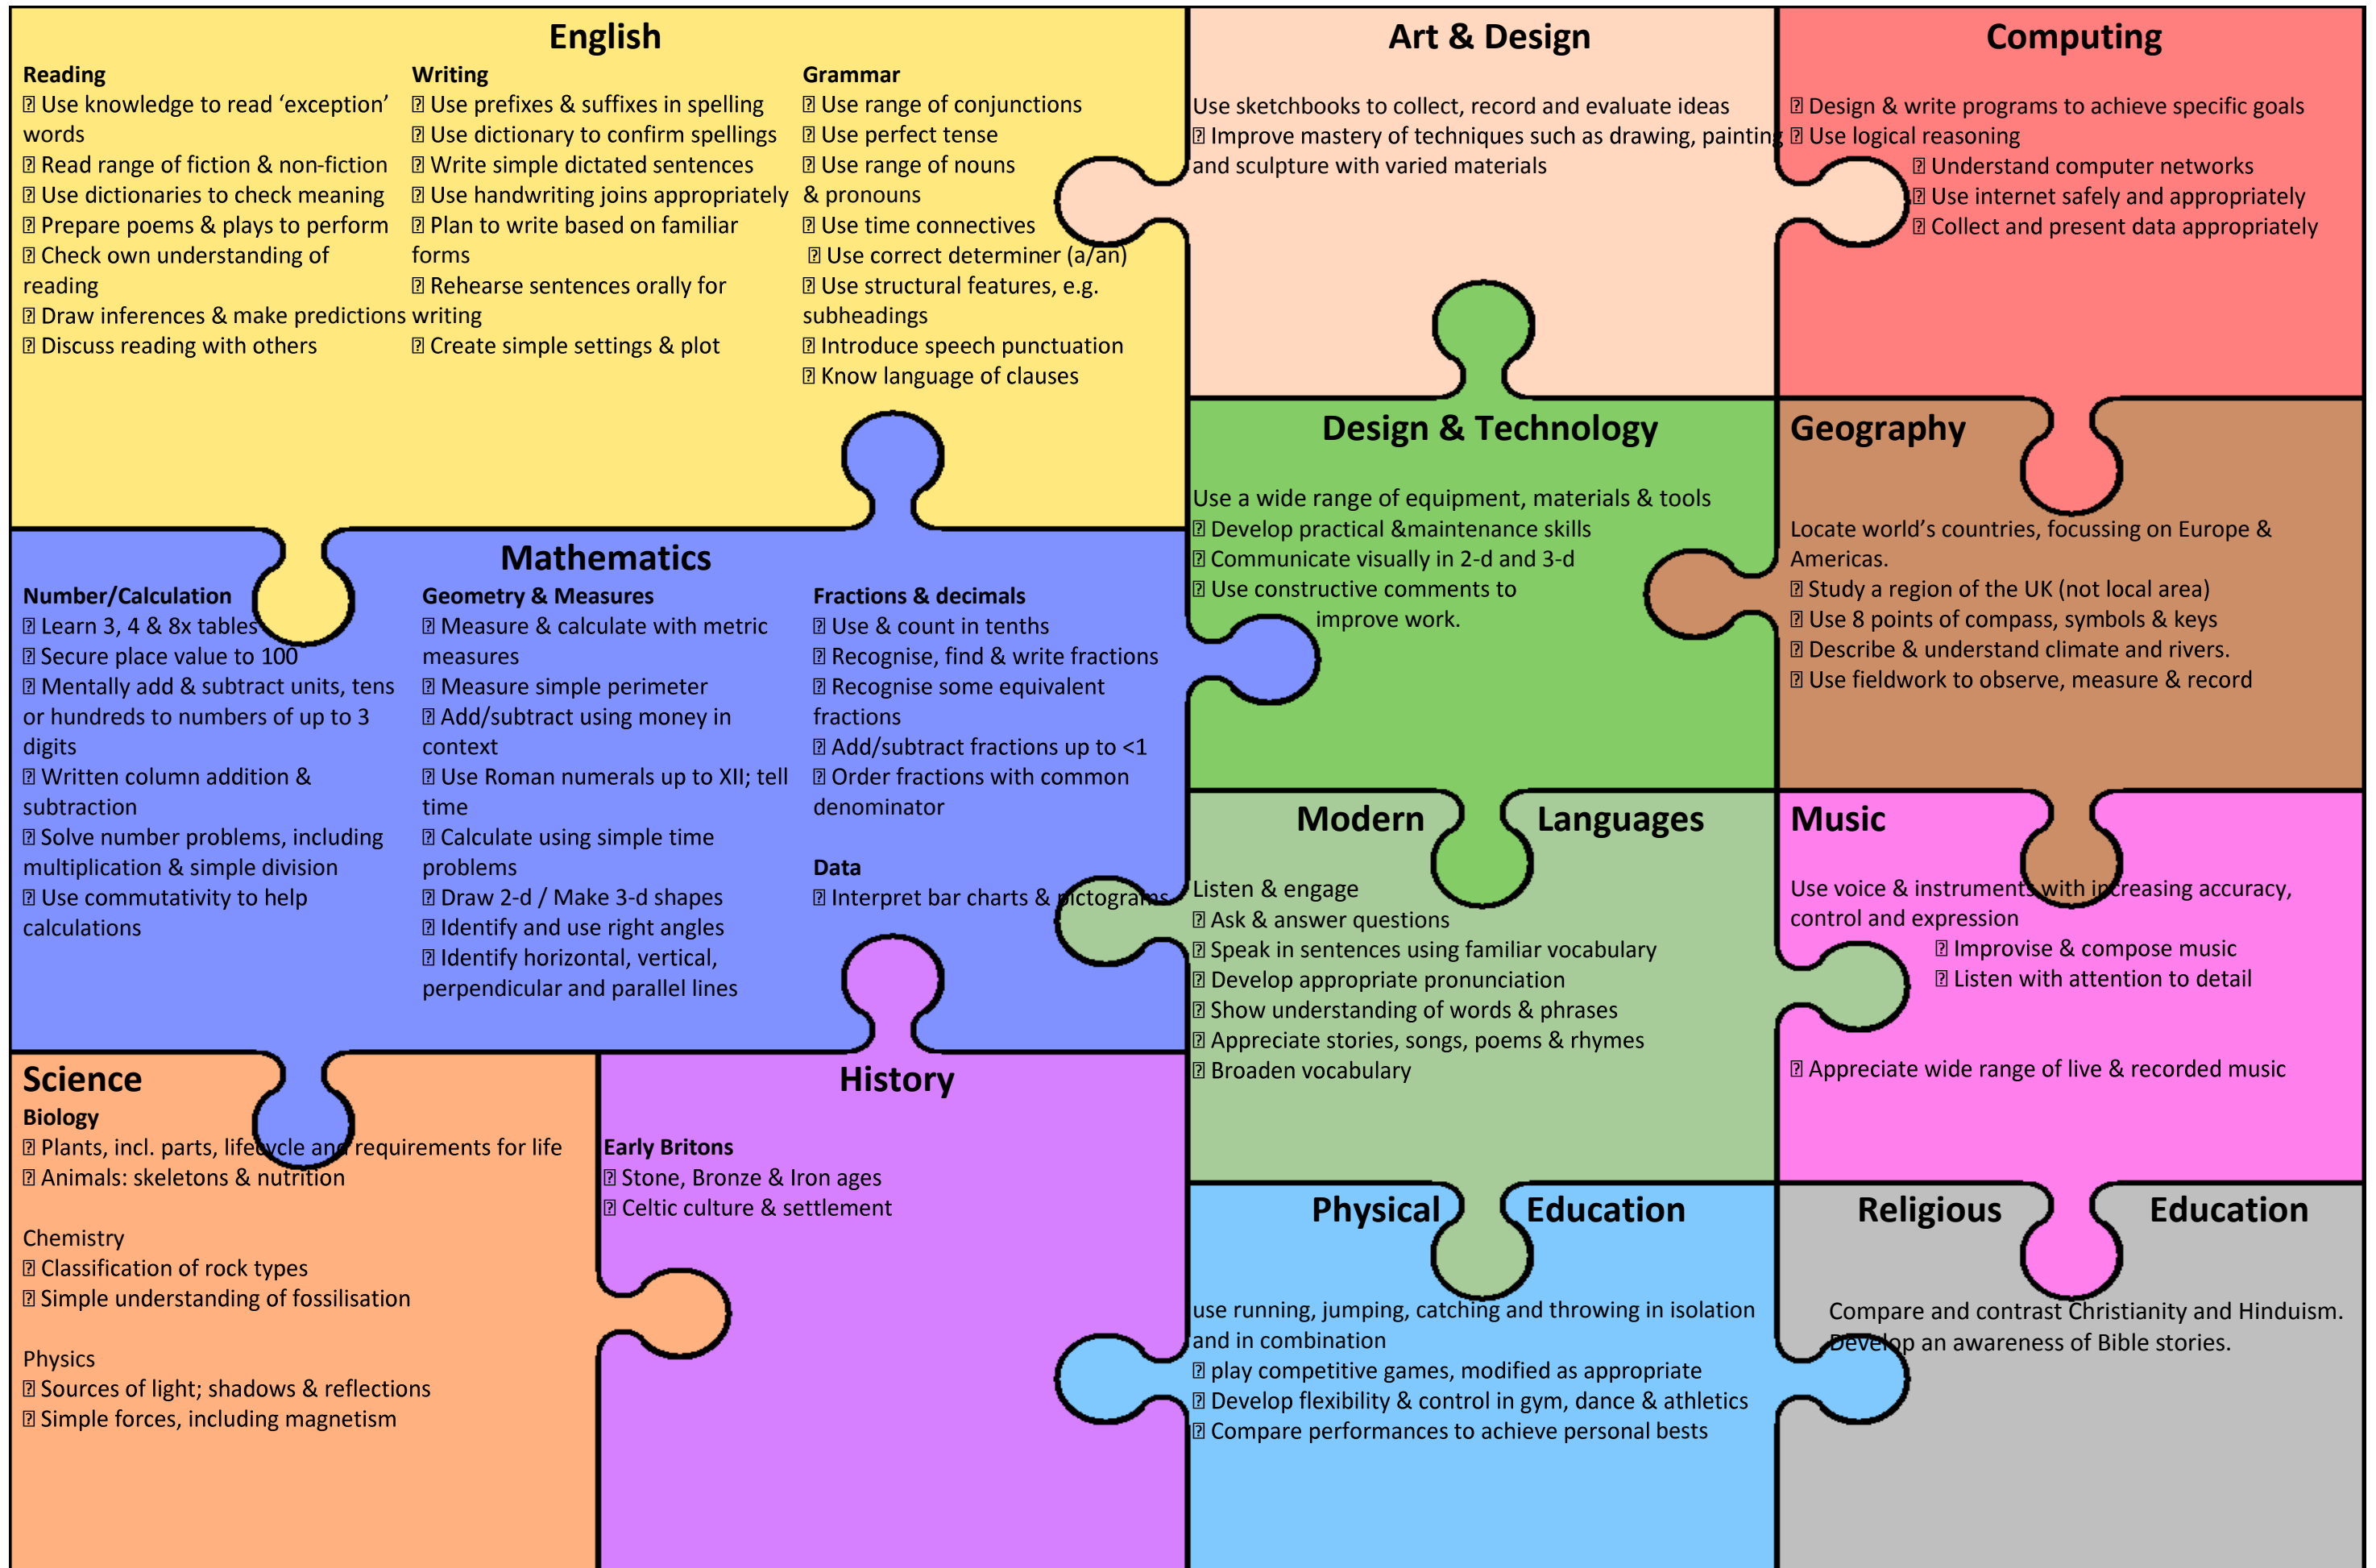 English
Reading
Use knowledge to read ‘exception’
words
Read range of fiction & non-fiction
Use dictionaries to check meaning
Prepare poems & plays to perform
Check own understanding of
reading
Draw inferences & make predictions
Discuss reading with others
Writing
Use prefixes & suffixes in spelling
Use dictionary to confirm spellings
Write simple dictated sentences
Use handwriting joins appropriately
Plan to write based on familiar
forms
Rehearse sentences orally for
writing
Create simple settings & plot
Grammar
Use range of conjunctions
Use perfect tense
Use range of nouns
& pronouns
Use time connectives
Use correct determiner (a/an)
Use structural features, e.g.
subheadings
Introduce speech punctuation
Know language of clauses
Art & Design
Use sketchbooks to collect, record and evaluate ideas
Improve mastery of techniques such as drawing, painting
and sculpture with varied materials
Computing
Design & write programs to achieve specific goals
Use logical reasoning
Understand computer networks
Use internet safely and appropriately
Collect and present data appropriately
Mathematics
Number/Calculation
Learn 3, 4 & 8x tables
Secure place value to 100
Mentally add & subtract units, tens
or hundreds to numbers of up to 3
digits
Written column addition &
subtraction
Solve number problems, including
multiplication & simple division
Use commutativity to help
calculations
Geometry & Measures
Measure & calculate with metric
measures
Measure simple perimeter
Add/subtract using money in
context
Use Roman numerals up to XII; tell
time
Calculate using simple time
problems
Draw 2-d / Make 3-d shapes
Identify and use right angles
Identify horizontal, vertical,
perpendicular and parallel lines
Fractions & decimals
Use & count in tenths
Recognise, find & write fractions
Recognise some equivalent
fractions
Add/subtract fractions up to <1
Order fractions with common
denominator
Data
Interpret bar charts & pictograms
Design & Technology
Use a wide range of equipment, materials & tools
Develop practical &maintenance skills
Communicate visually in 2-d and 3-d
Use constructive comments to
improve work.
Geography
Locate world’s countries, focussing on Europe &
Americas.
Study a region of the UK (not local area)
Use 8 points of compass, symbols & keys
Describe & understand climate and rivers.
Use fieldwork to observe, measure & record
Modern Languages
Listen & engage
Ask & answer questions
Speak in sentences using familiar vocabulary
Develop appropriate pronunciation
Show understanding of words & phrases
Appreciate stories, songs, poems & rhymes
Broaden vocabulary
Music
Use voice & instruments with increasing accuracy,
control and expression
Improvise & compose music
Listen with attention to detail
Appreciate wide range of live & recorded music
Science
Biology
Plants, incl. parts, lifecycle and requirements for life
Animals: skeletons & nutrition
Chemistry
Classification of rock types
Simple understanding of fossilisation
Physics
Sources of light; shadows & reflections
Simple forces, including magnetism
History
Early Britons
Stone, Bronze & Iron ages
Celtic culture & settlement
Physical Education
use running, jumping, catching and throwing in isolation
and in combination
play competitive games, modified as appropriate
Develop flexibility & control in gym, dance & athletics
Compare performances to achieve personal bests
Religious Education
Compare and contrast Christianity and Hinduism.
Develop an awareness of Bible stories.